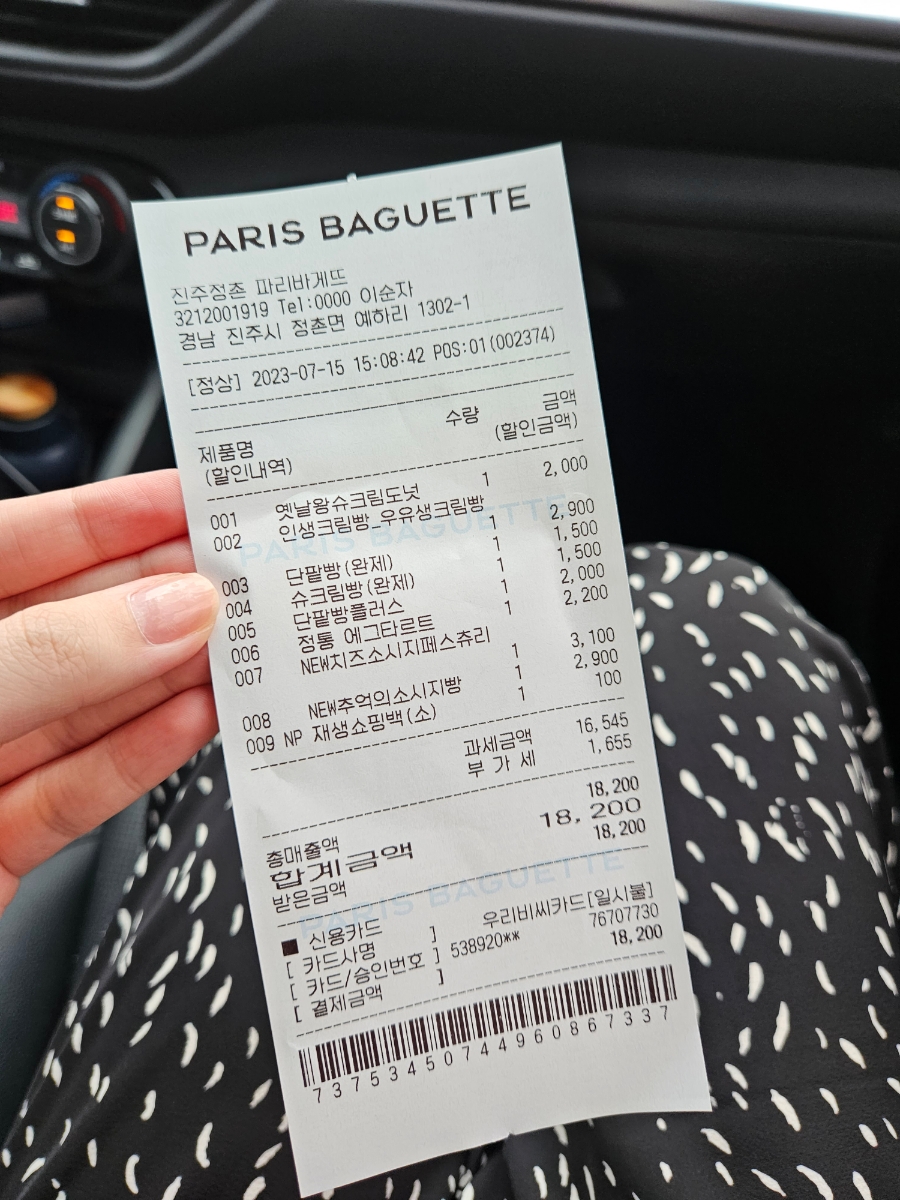 PARIS BAGUETTE
진주정촌 파리바게뜨
3212001919 Tel:0000 이순자
경남 진주시 정촌면 예하리 1302-1
[정상] 2023-07-15 15:08:42 POS:01(002374)
제품명 수량 금액
(할인내역) (할인금액)
001 옛날왕슈크림도넛 1 2,000
002 인생크림빵_우유생크림빵 1 2,900
003 단팥빵(완제) 1 1,500
004 슈크림빵(완제) 1 1,500
005 단팥빵플러스 1 2,000
006 정통 에그타르트 1 2,200
007 NEW치즈소시지페스츄리 1 3,100
008 NEW추억의소시지빵 1 2,900
009 NP 재생쇼핑백(소) 1 100
과세금액 16,545
부 가 세 1,655
총매출액 18,200
합계금액 18,200
받은금액 18,200
■ 신용카드
[ 카드사명 ] 우리비씨카드[일시불]
[ 카드/승인번호 ] 538920** 76707730
[ 결제금액 ] 18,200
73753450744960867337
PARIS BAGUETTE
PARIS BAGUETTE